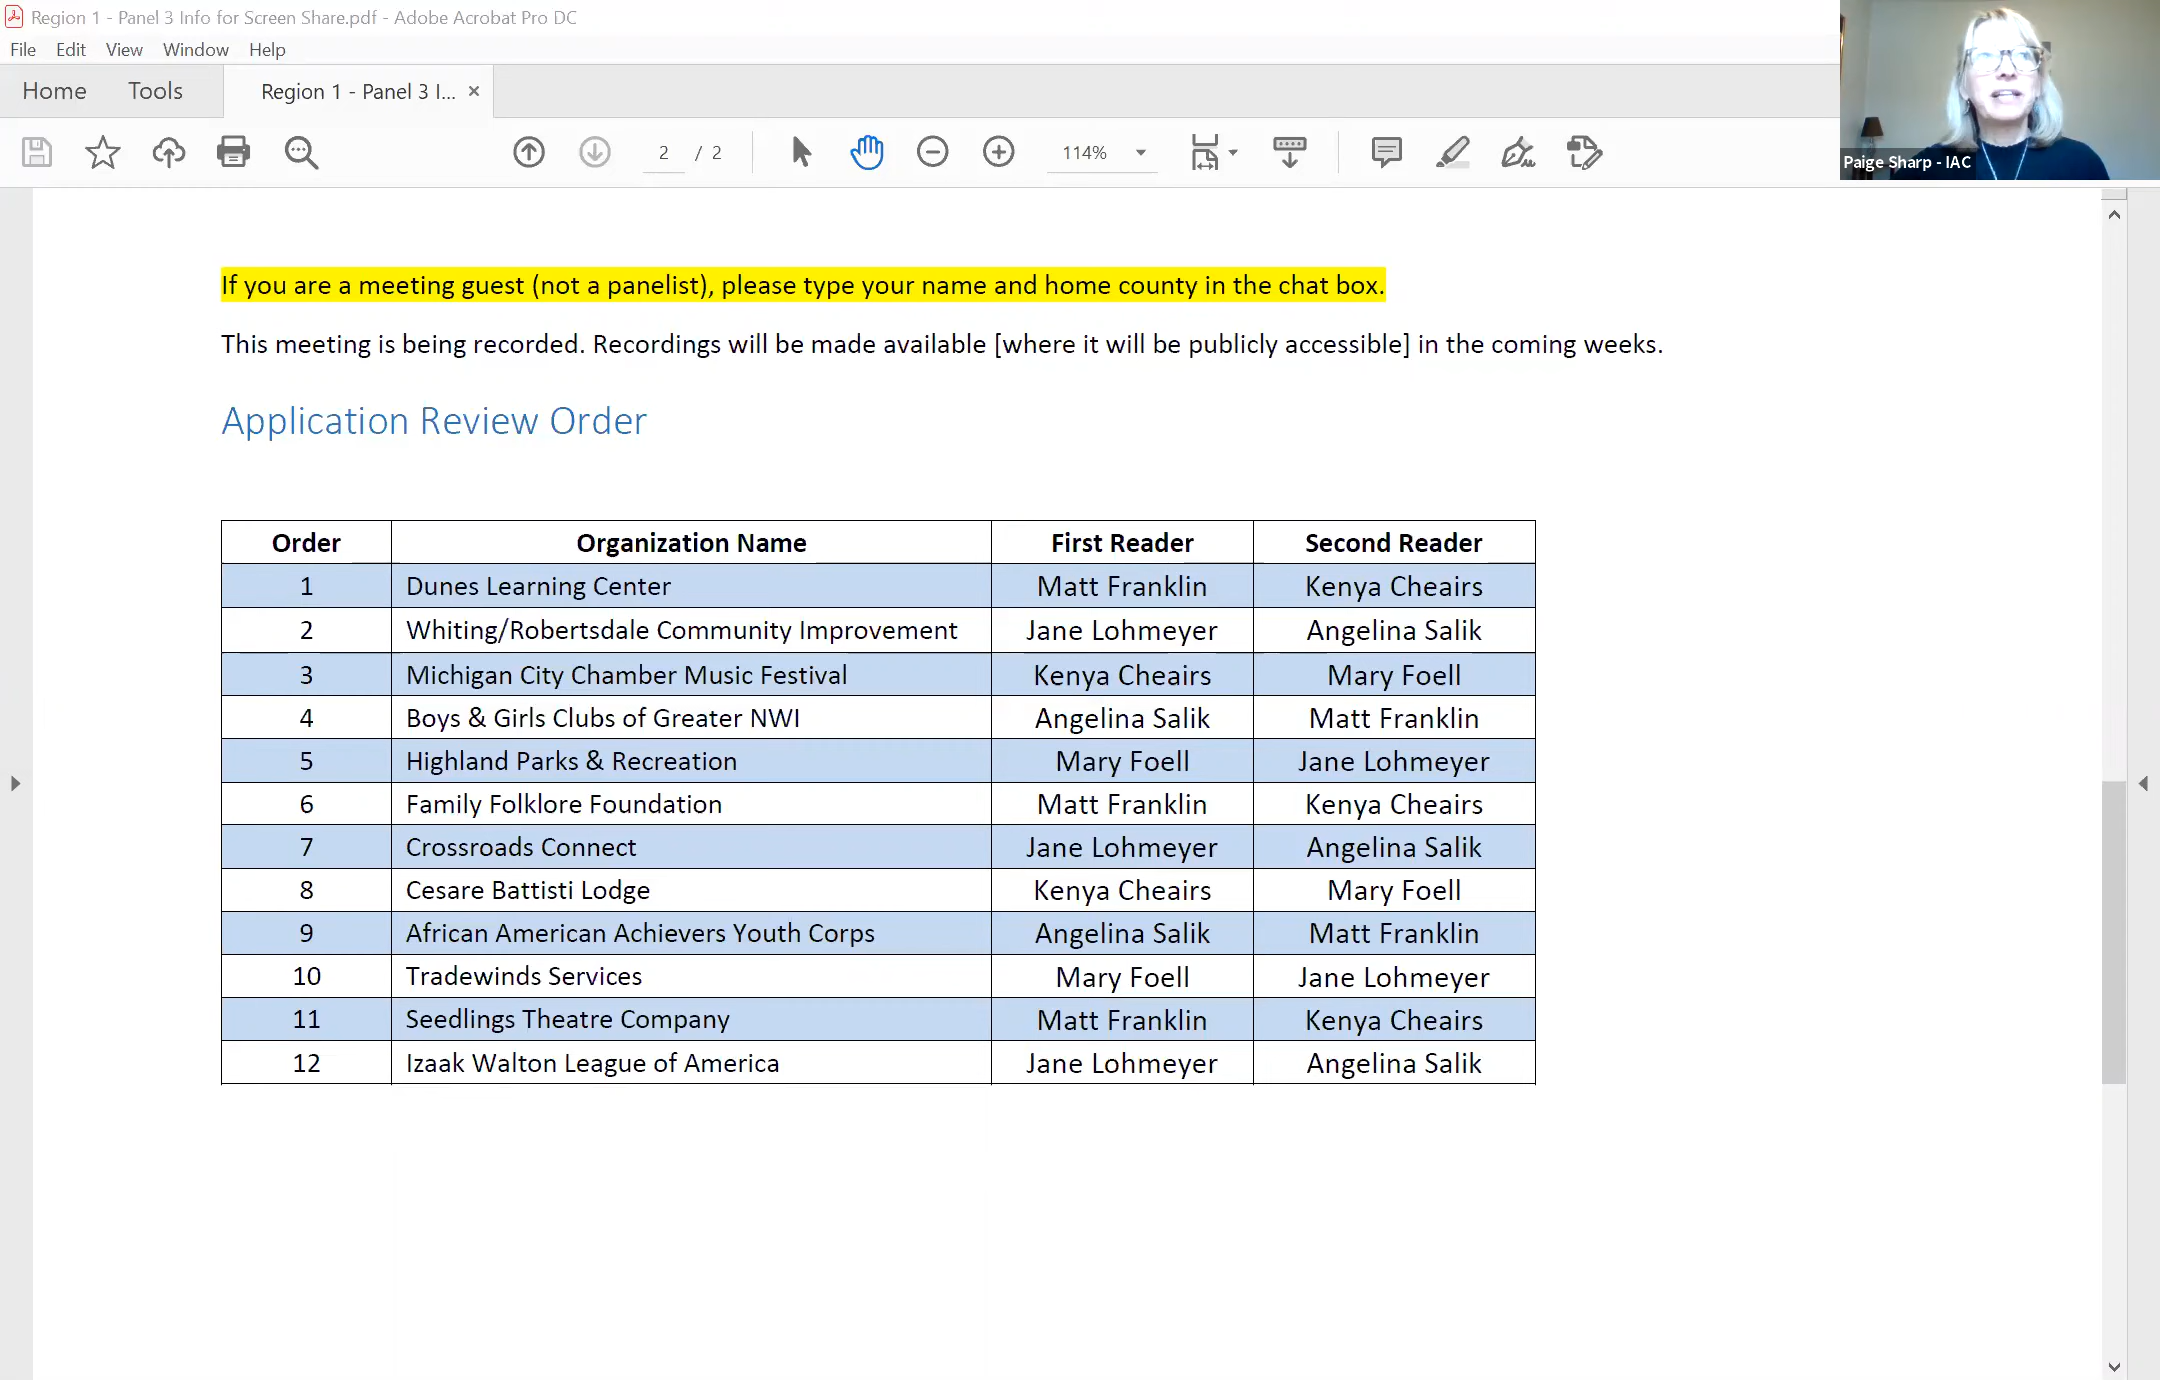 Region 1 - Panel 3 Info for Screen Share.pdf - Adobe Acrobat Pro DC
File Edit View Window Help
Home Tools Region 1 - Panel 3 I... ×
2 / 2 114%
Paige Sharp - IAC
If you are a meeting guest (not a panelist), please type your name and home county in the chat box.
This meeting is being recorded. Recordings will be made available [where it will be publicly accessible] in the coming weeks.
Application Review Order
Order Organization Name First Reader Second Reader
1 Dunes Learning Center Matt Franklin Kenya Cheairs
2 Whiting/Robertsdale Community Improvement Jane Lohmeyer Angelina Salik
3 Michigan City Chamber Music Festival Kenya Cheairs Mary Foell
4 Boys & Girls Clubs of Greater NWI Angelina Salik Matt Franklin
5 Highland Parks & Recreation Mary Foell Jane Lohmeyer
6 Family Folklore Foundation Matt Franklin Kenya Cheairs
7 Crossroads Connect Jane Lohmeyer Angelina Salik
8 Cesare Battisti Lodge Kenya Cheairs Mary Foell
9 African American Achievers Youth Corps Angelina Salik Matt Franklin
10 Tradewinds Services Mary Foell Jane Lohmeyer
11 Seedlings Theatre Company Matt Franklin Kenya Cheairs
12 Izaak Walton League of America Jane Lohmeyer Angelina Salik